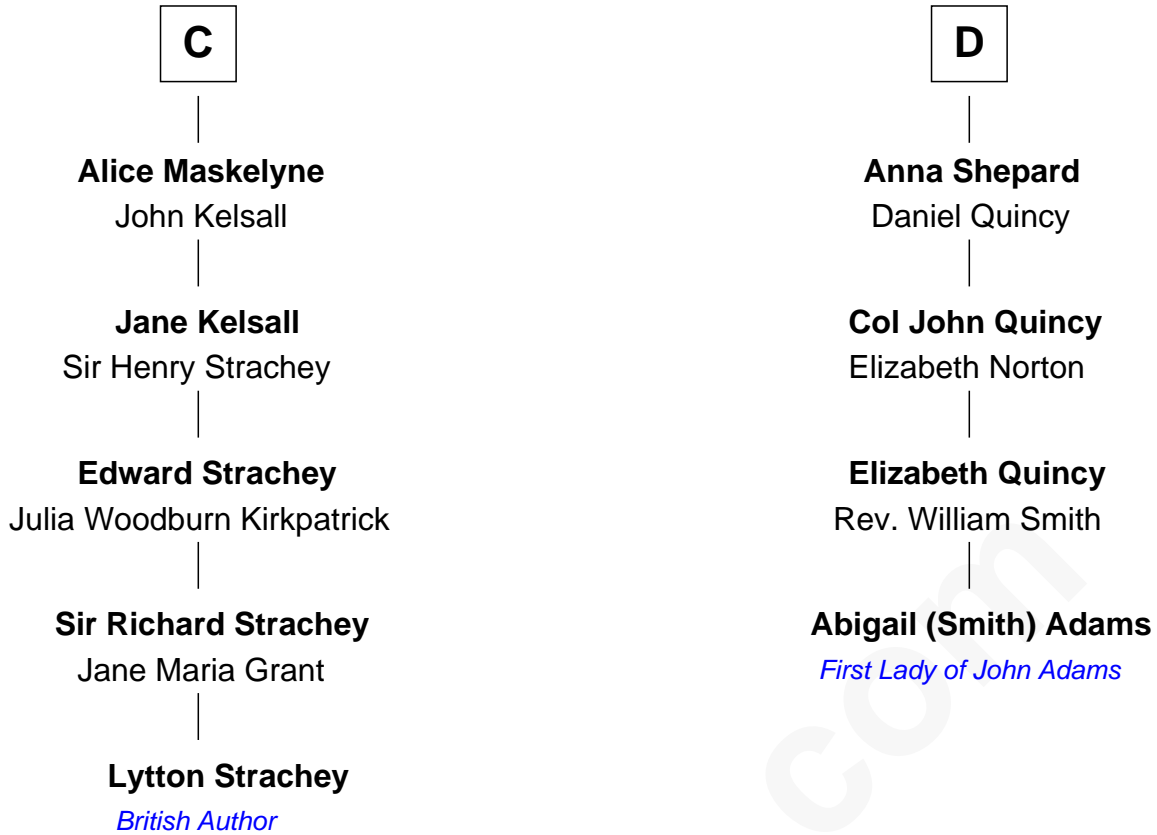 C
Alice Maskelyne
John Kelsall
Jane Kelsall
Sir Henry Strachey
Edward Strachey
Julia Woodburn Kirkpatrick
Sir Richard Strachey
Jane Maria Grant
Lytton Strachey
British Author
D
Anna Shepard
Daniel Quincy
Col John Quincy
Elizabeth Norton
Elizabeth Quincy
Rev. William Smith
Abigail (Smith) Adams
First Lady of John Adams
com